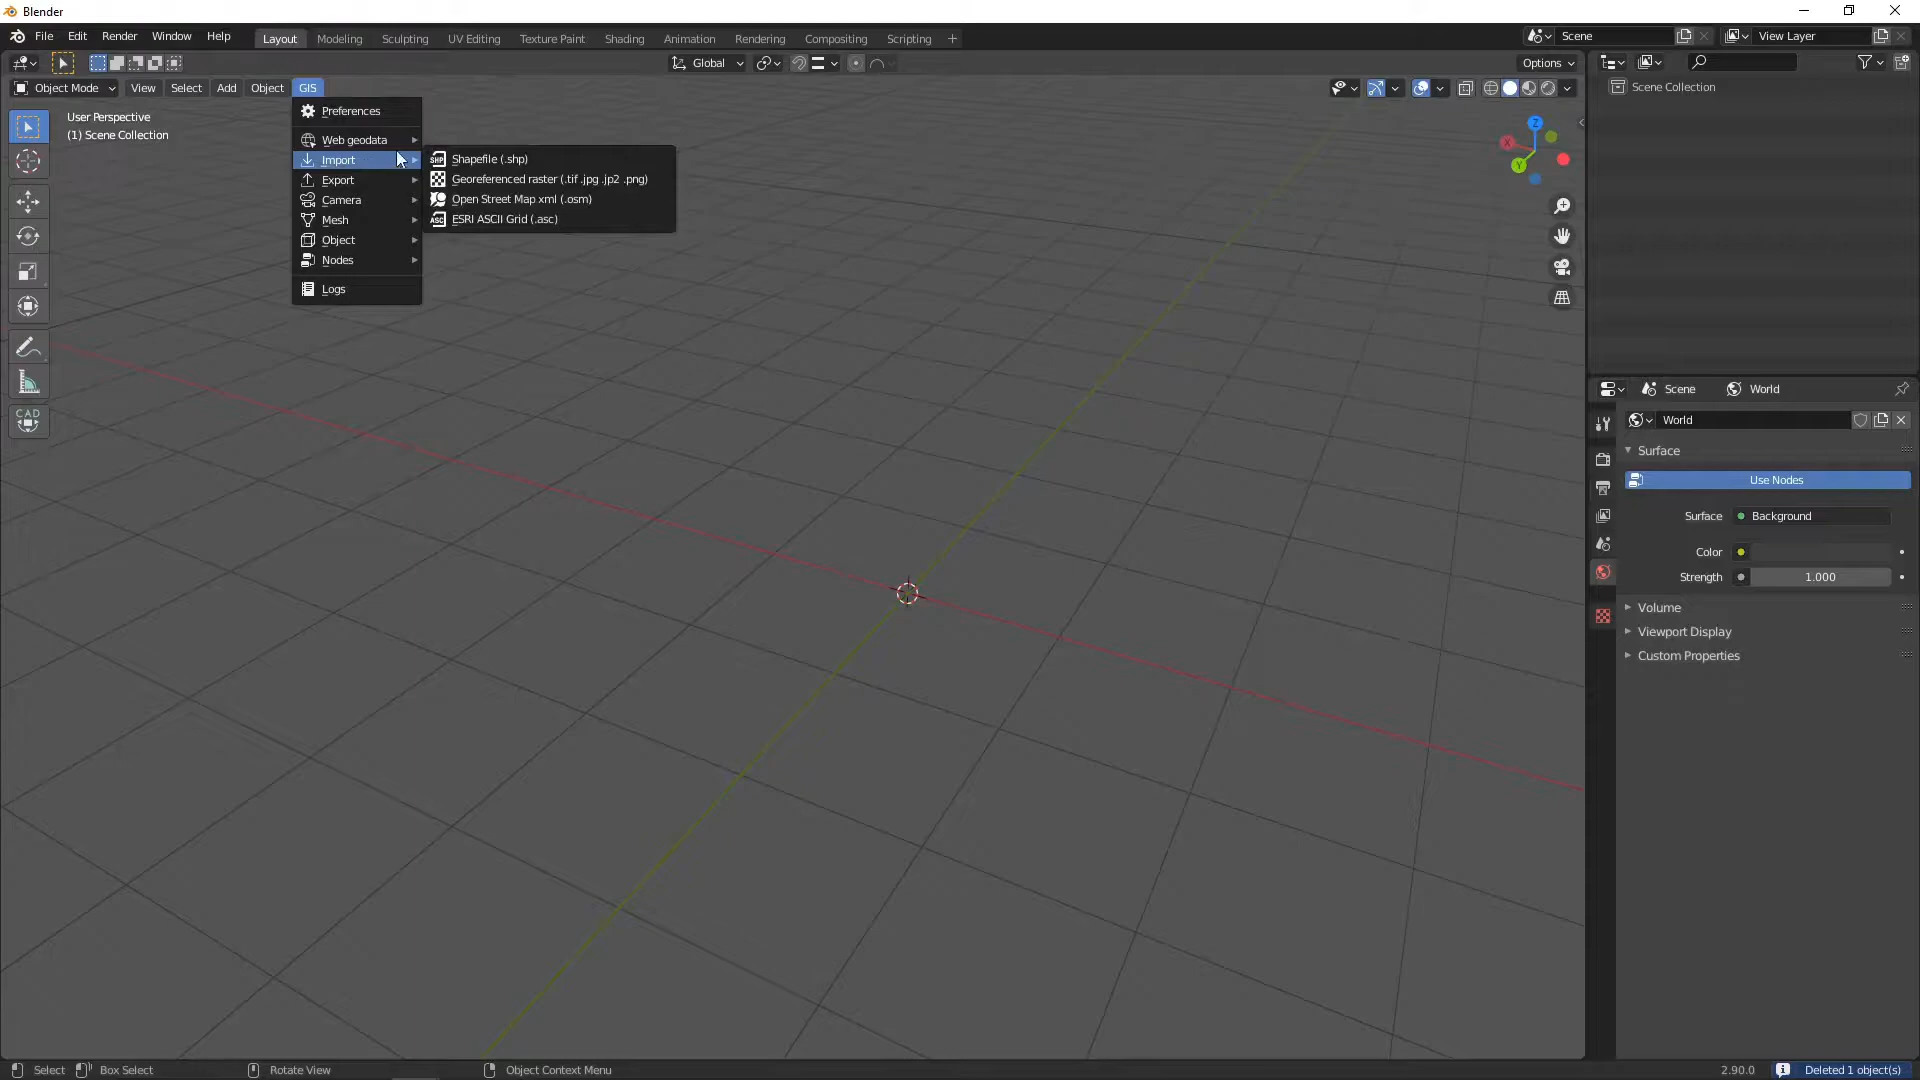 Blender
File Edit Render Window Help Layout Modeling Sculpting UV Editing Texture Paint Shading Animation Rendering Compositing Scripting + Scene View Layer
Global Options
Object Mode View Select Add Object GIS
User Perspective
(1) Scene Collection
Preferences
Web geodata
Import
Export
Camera
Mesh
Object
Nodes
Logs
SHP Shapefile (.shp)
Georeferenced raster (.tif .jpg .jp2 .png)
Open Street Map xml (.osm)
ASC ESRI ASCII Grid (.asc)
CAD
Z
X
Y
Scene Collection
Scene World
World
Surface
Use Nodes
Surface Background
Color
Strength 1.000
Volume
Viewport Display
Custom Properties
Select Box Select Rotate View Object Context Menu 2.90.0 Deleted 1 object(s)